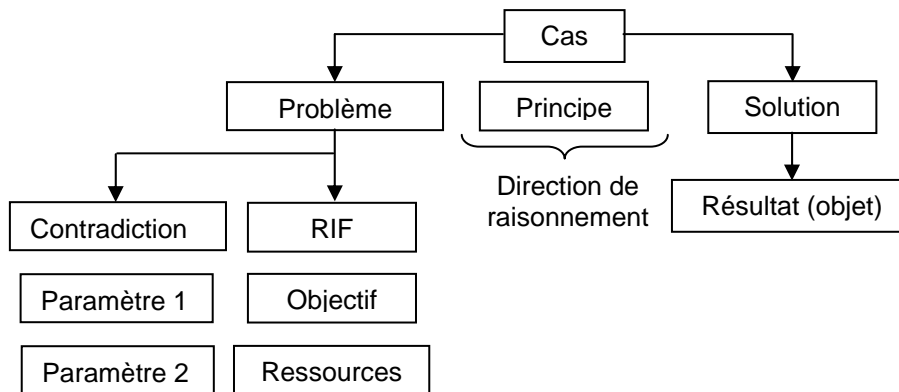 Cas
Problème
Principe
Solution
Direction de
raisonnement
Résultat (objet)
Contradiction
RIF
Paramètre 1
Objectif
Paramètre 2
Ressources